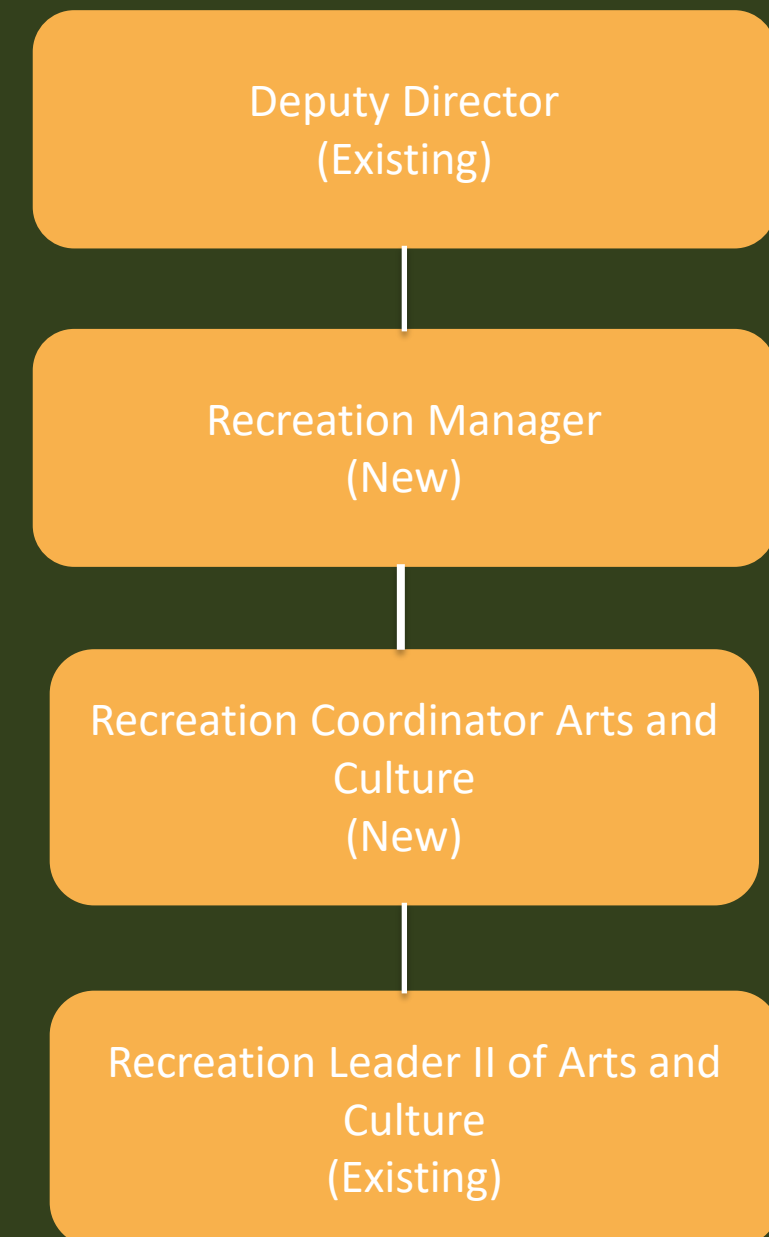 Deputy Director
(Existing)
Recreation Manager
(New)
Recreation Coordinator Arts and
Culture
(New)
Recreation Leader II of Arts and
Culture
(Existing)